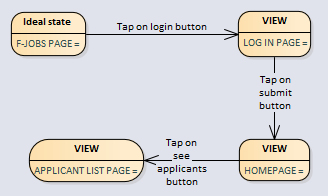 Ideal state
F-JOBS PAGE =
Tap on login button
VIEW
LOG IN PAGE =
Tap on
submit
button
VIEW
HOMEPAGE =
Tap on
see
applicants
button
VIEW
APPLICANT LIST PAGE =